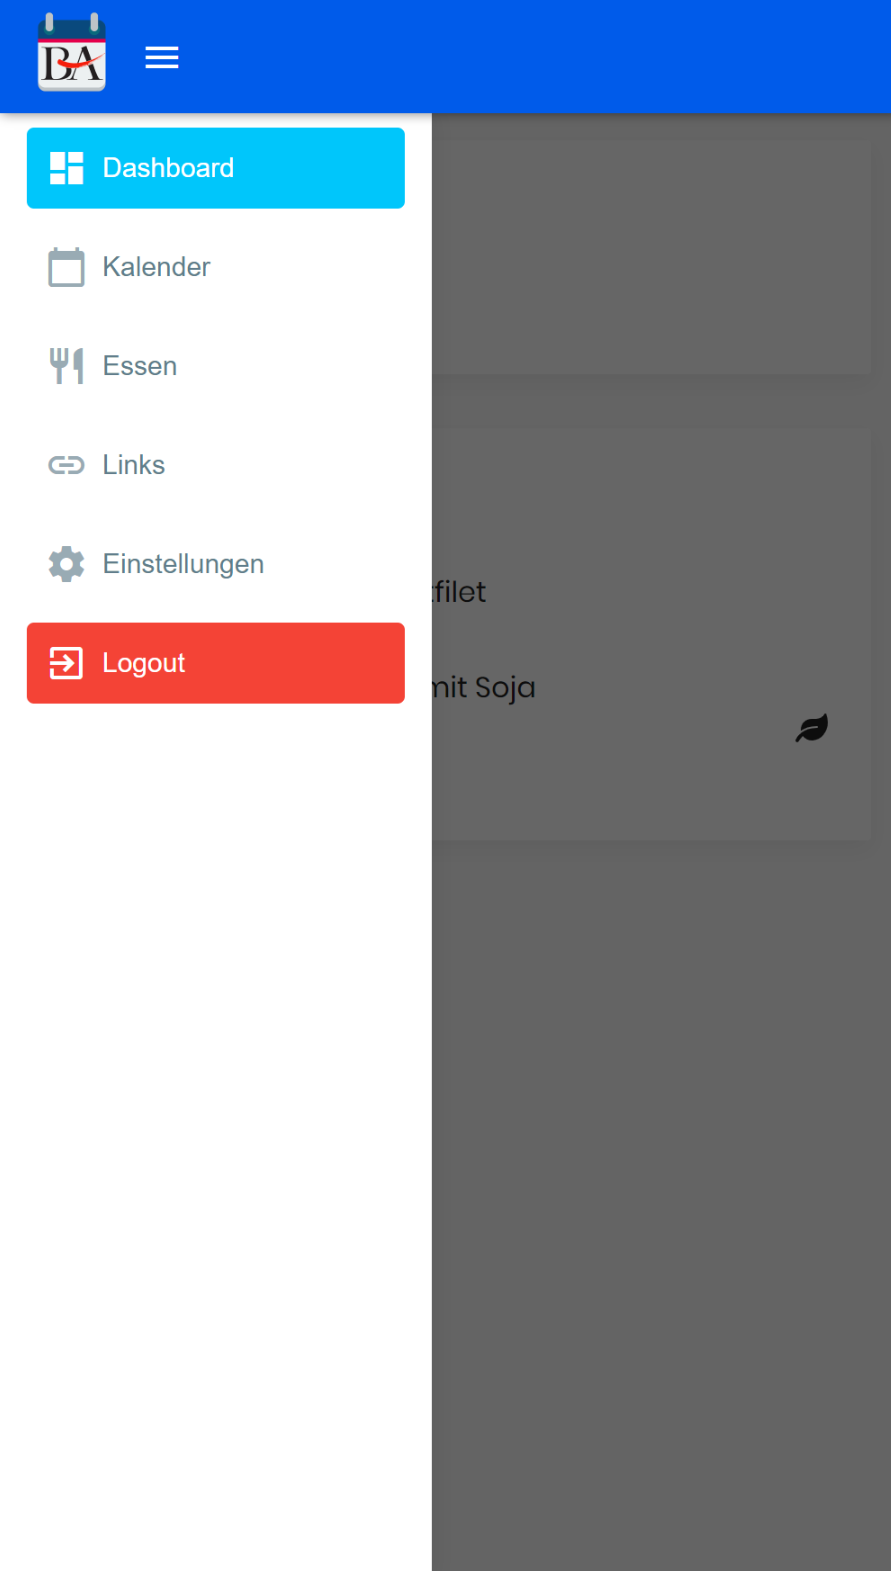 BA
Dashboard
Kalender
Essen
Links
Einstellungen
filet
Logout
mit Soja